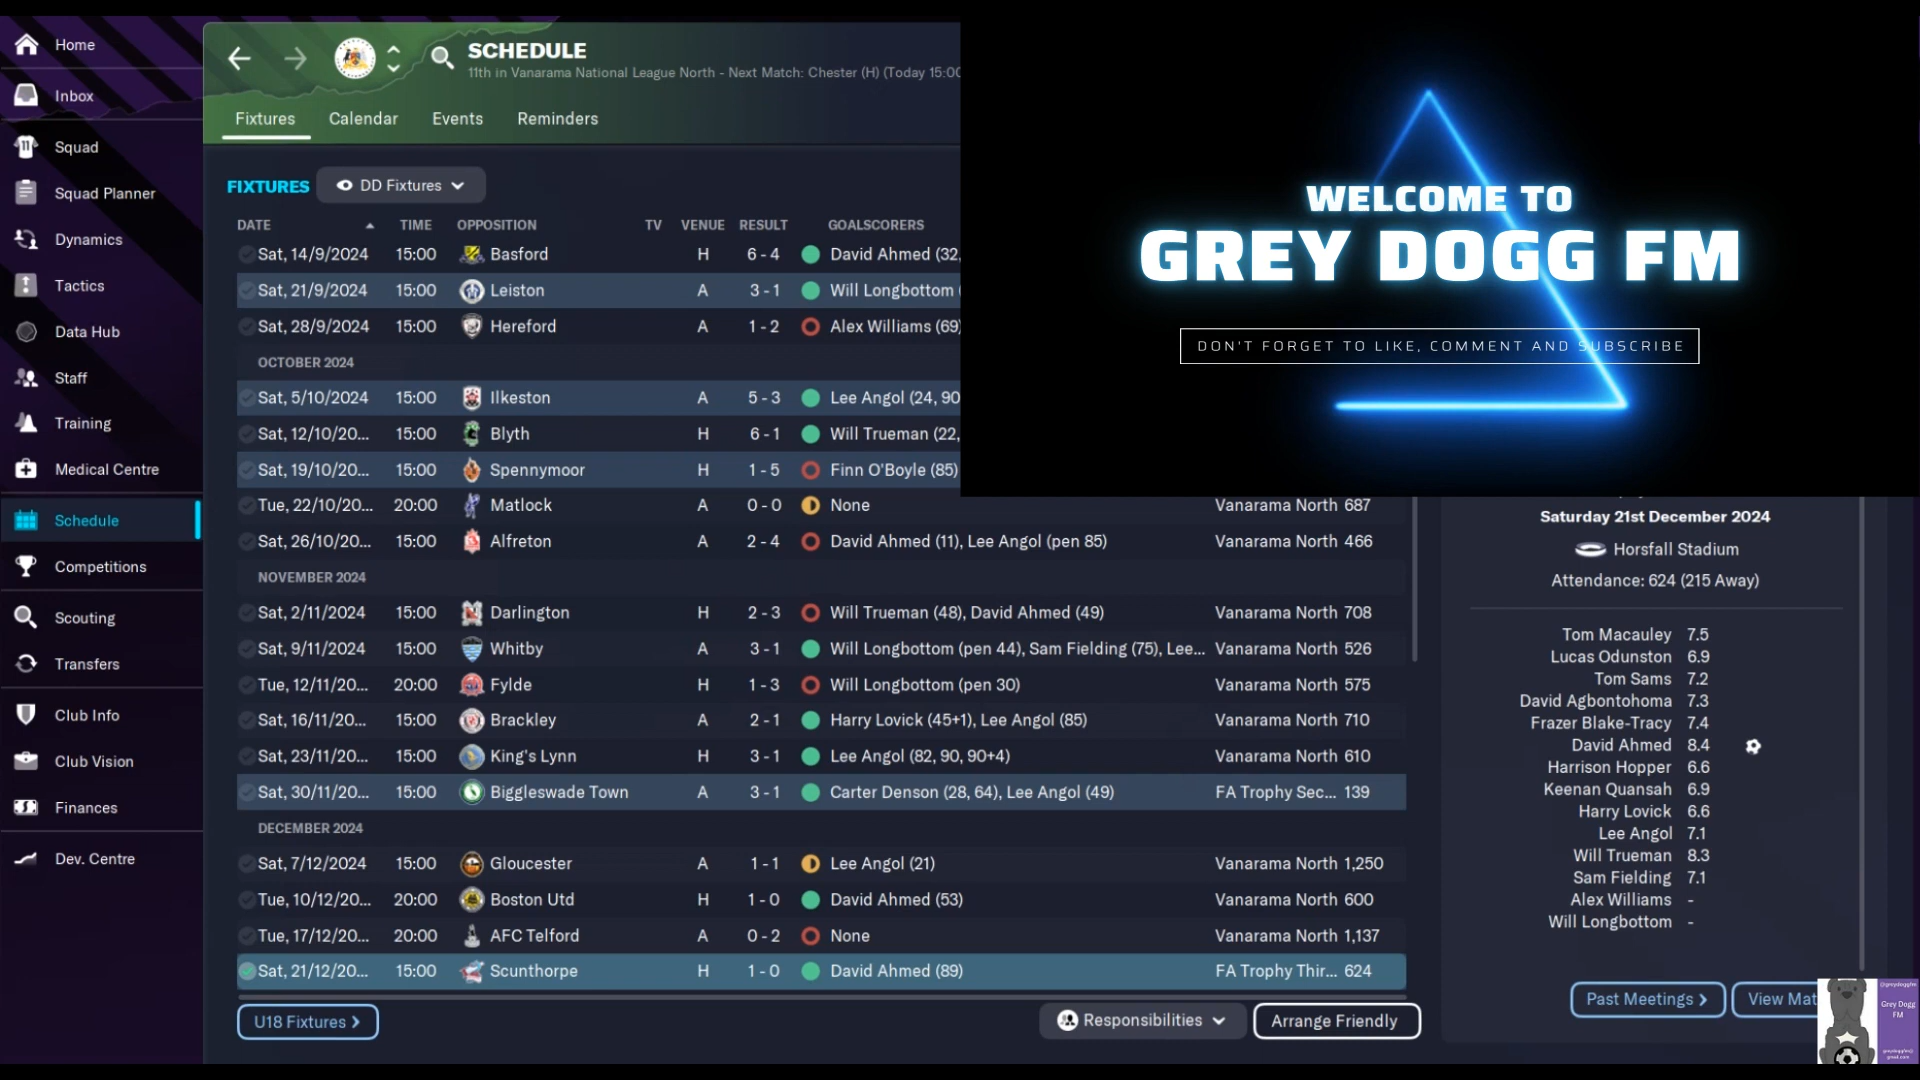 Home
Inbox
Squad
Squad Planner
Dynamics
Tactics
Data Hub
Staff
Training
Medical Centre
Schedule
Competitions
Scouting
Transfers
Club Info
Club Vision
Finances
Dev. Centre
SCHEDULE
11th in Vanarama National League North - Next Match: Chester (H) (Today 15:00
Fixtures Calendar Events Reminders
FIXTURES DD Fixtures
DATE TIME OPPOSITION TV VENUE RESULT GOALSCORERS
Sat, 14/9/2024 15:00 Basford H 6 - 4 David Ahmed (32,
Sat, 21/9/2024 15:00 Leiston A 3 - 1 Will Longbottom (
Sat, 28/9/2024 15:00 Hereford A 1 - 2 Alex Williams (69)
OCTOBER 2024
Sat, 5/10/2024 15:00 Ilkeston A 5 - 3 Lee Angol (24, 90
Sat, 12/10/20... 15:00 Blyth H 6 - 1 Will Trueman (22,
Sat, 19/10/20... 15:00 Spennymoor H 1 - 5 Finn O'Boyle (85)
Tue, 22/10/20... 20:00 Matlock A 0 - 0 None Vanarama North 687
Sat, 26/10/20... 15:00 Alfreton A 2 - 4 David Ahmed (11), Lee Angol (pen 85) Vanarama North 466
NOVEMBER 2024
Sat, 2/11/2024 15:00 Darlington H 2 - 3 Will Trueman (48), David Ahmed (49) Vanarama North 708
Sat, 9/11/2024 15:00 Whitby A 3 - 1 Will Longbottom (pen 44), Sam Fielding (75), Lee... Vanarama North 526
Tue, 12/11/20... 20:00 Fylde H 1 - 3 Will Longbottom (pen 30) Vanarama North 575
Sat, 16/11/20... 15:00 Brackley A 2 - 1 Harry Lovick (45+1), Lee Angol (85) Vanarama North 710
Sat, 23/11/20... 15:00 King's Lynn H 3 - 1 Lee Angol (82, 90, 90+4) Vanarama North 610
Sat, 30/11/20... 15:00 Biggleswade Town A 3 - 1 Carter Denson (28, 64), Lee Angol (49) FA Trophy Sec... 139
DECEMBER 2024
Sat, 7/12/2024 15:00 Gloucester A 1 - 1 Lee Angol (21) Vanarama North 1,250
Tue, 10/12/20... 20:00 Boston Utd H 1 - 0 David Ahmed (53) Vanarama North 600
Tue, 17/12/20... 20:00 AFC Telford A 0 - 2 None Vanarama North 1,137
Sat, 21/12/20... 15:00 Scunthorpe H 1 - 0 David Ahmed (89) FA Trophy Thir... 624
U18 Fixtures
Responsibilities
Arrange Friendly
WELCOME TO
GREY DOGG FM
DON'T FORGET TO LIKE, COMMENT AND SUBSCRIBE
Saturday 21st December 2024
Horsfall Stadium
Attendance: 624 (215 Away)
Tom Macauley 7.5
Lucas Odunston 6.9
Tom Sams 7.2
David Agbontohoma 7.3
Frazer Blake-Tracy 7.4
David Ahmed 8.4
Harrison Hopper 6.6
Keenan Quansah 6.9
Harry Lovick 6.6
Lee Angol 7.1
Will Trueman 8.3
Sam Fielding 7.1
Alex Williams -
Will Longbottom -
Past Meetings
View Mat
Grey Dogg
FM